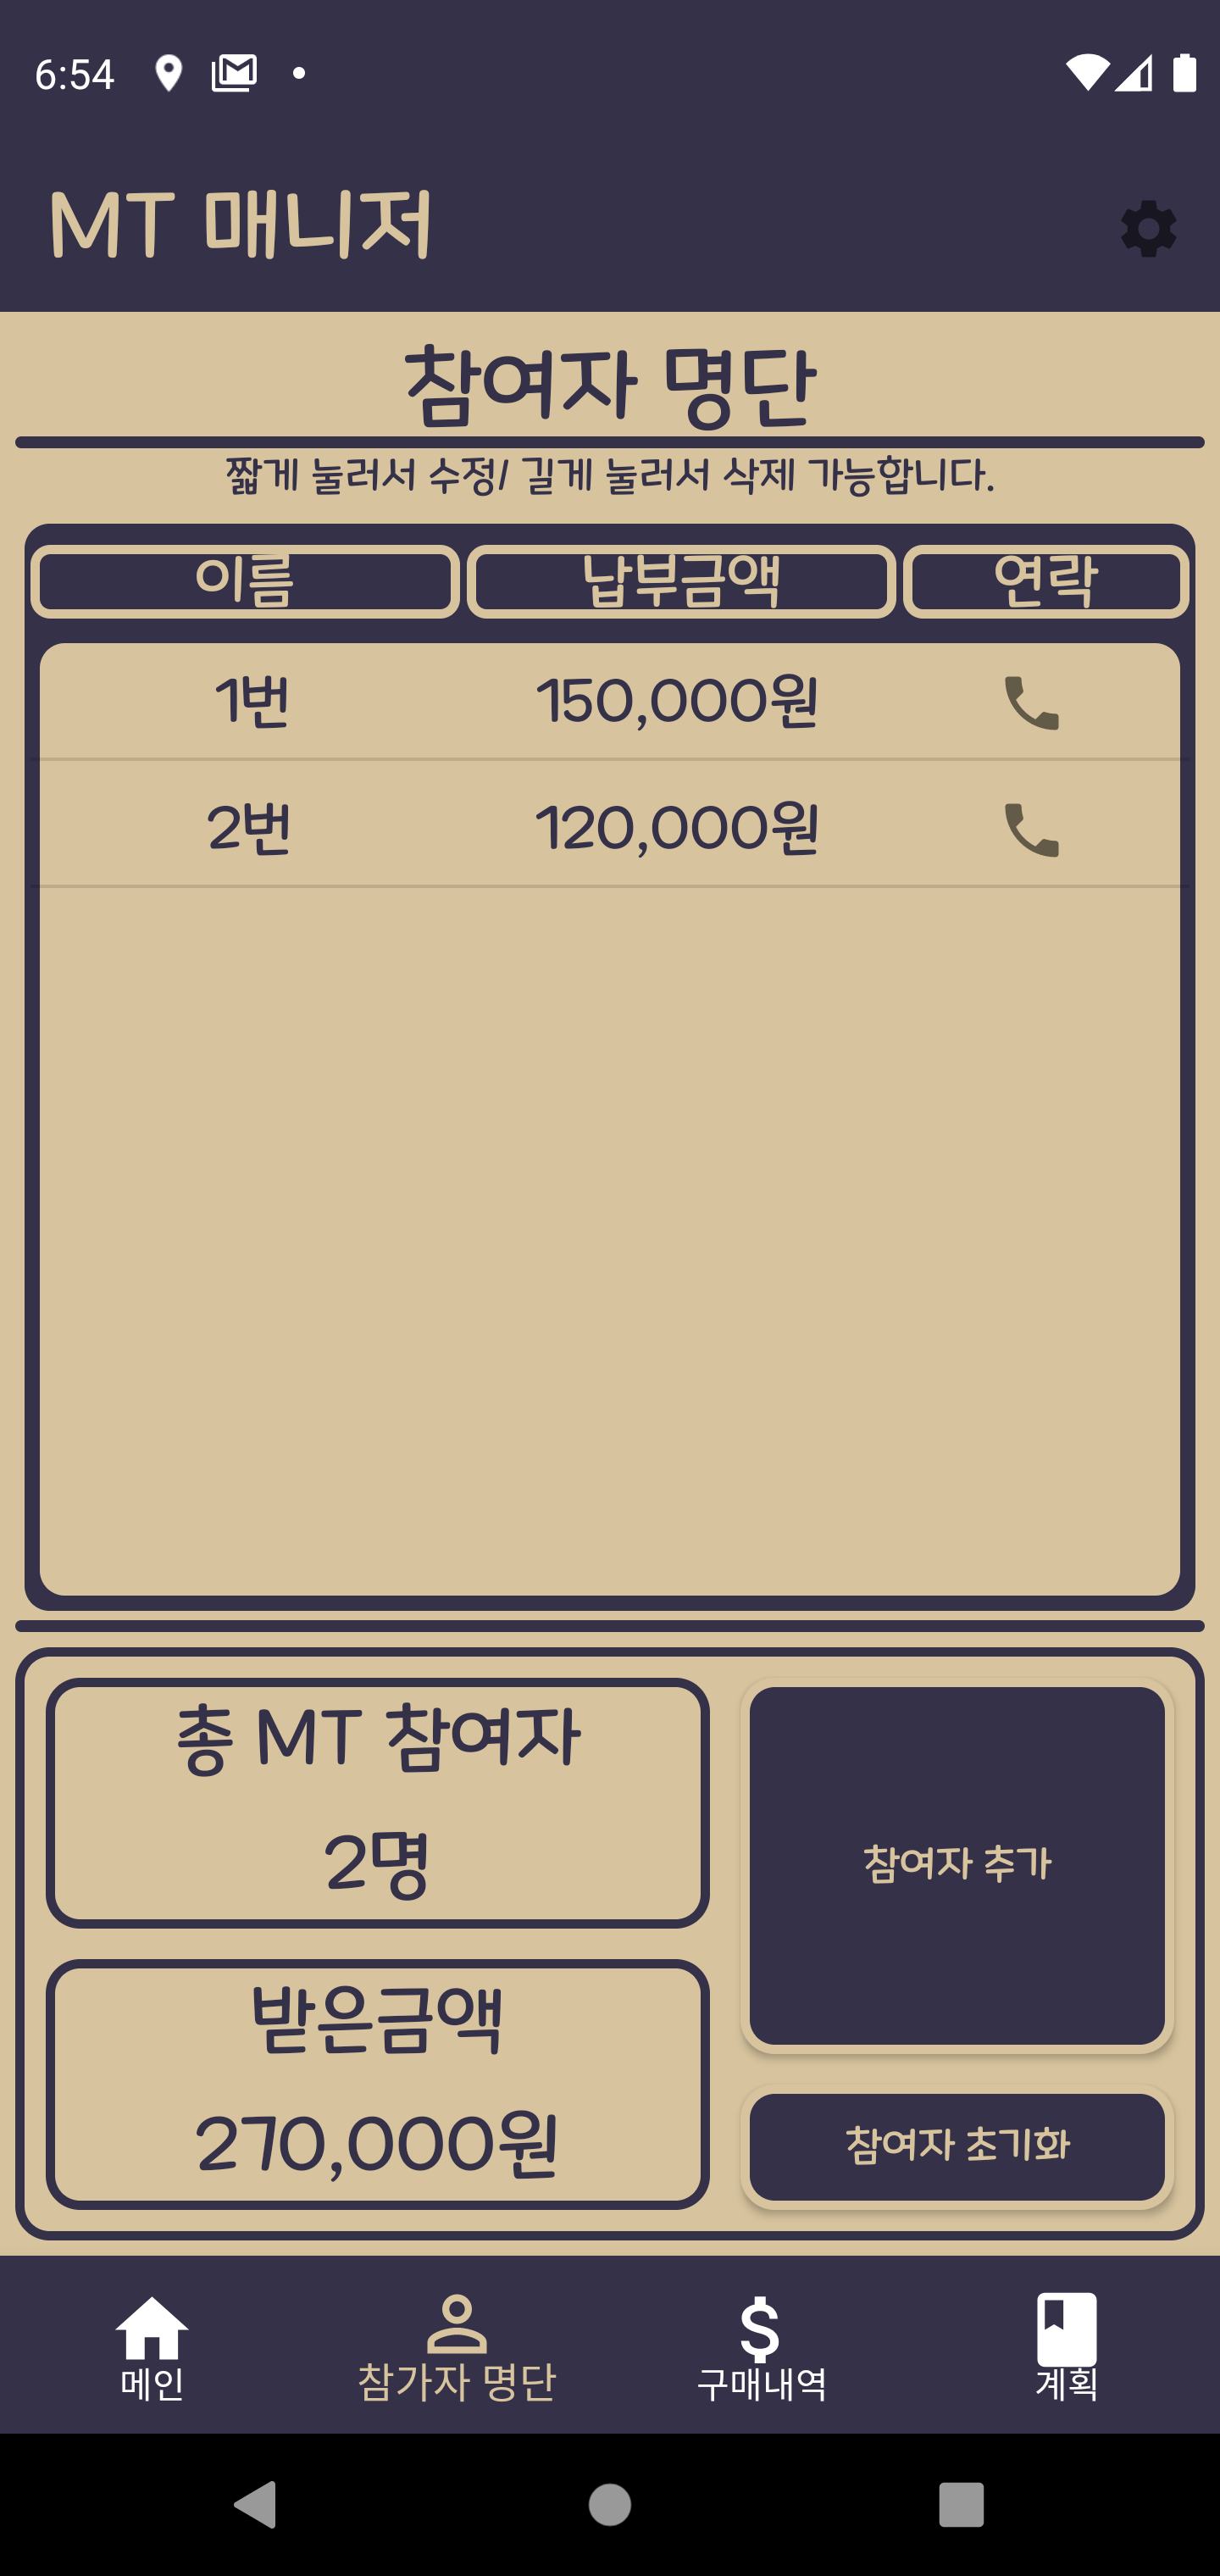 6:54
MT 매니저
참여자 명단
짧게 눌러서 수정/ 길게 눌러서 삭제 가능합니다.
이름 납부금액 연락
1번 150,000원
2번 120,000원
총 MT 참여자
2명
참여자 추가
받은금액
270,000원
참여자 초기화
메인 참가자 명단 구매내역 계획